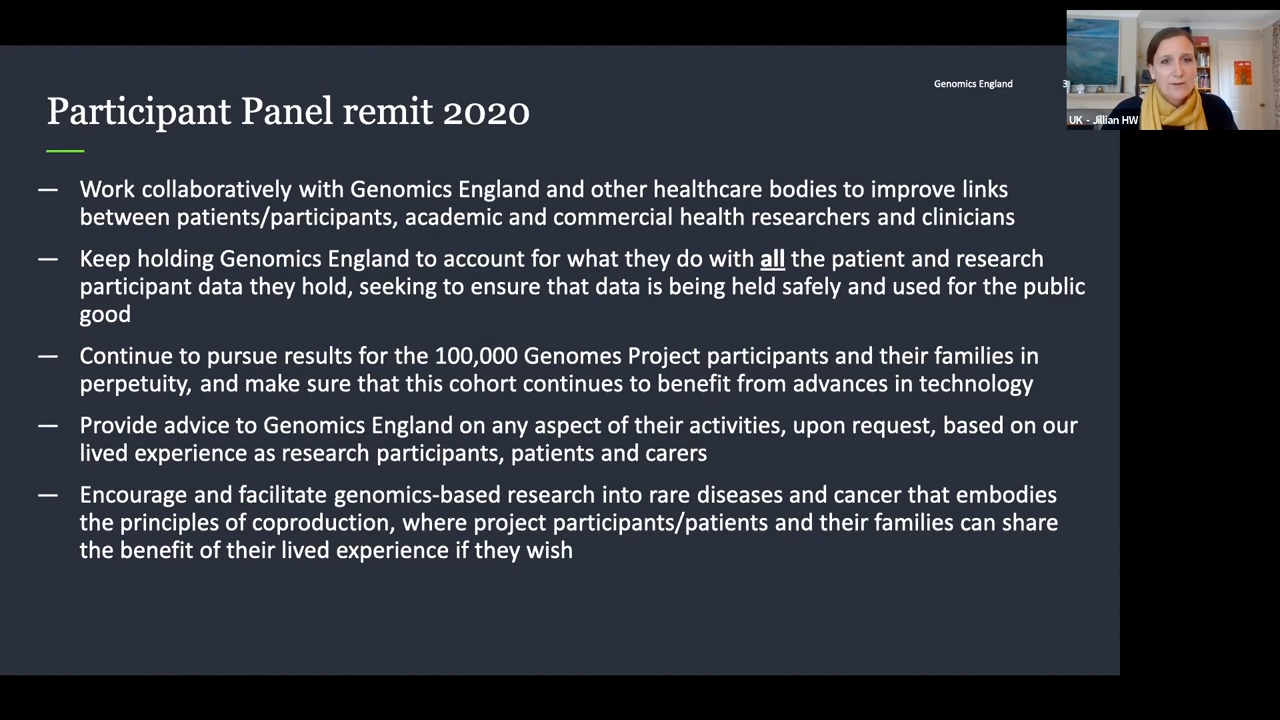 Genomics England
3
UK - Jillian HW
Participant Panel remit 2020
— Work collaboratively with Genomics England and other healthcare bodies to improve links
between patients/participants, academic and commercial health researchers and clinicians
— Keep holding Genomics England to account for what they do with all the patient and research
participant data they hold, seeking to ensure that data is being held safely and used for the public
good
— Continue to pursue results for the 100,000 Genomes Project participants and their families in
perpetuity, and make sure that this cohort continues to benefit from advances in technology
— Provide advice to Genomics England on any aspect of their activities, upon request, based on our
lived experience as research participants, patients and carers
— Encourage and facilitate genomics-based research into rare diseases and cancer that embodies
the principles of coproduction, where project participants/patients and their families can share
the benefit of their lived experience if they wish